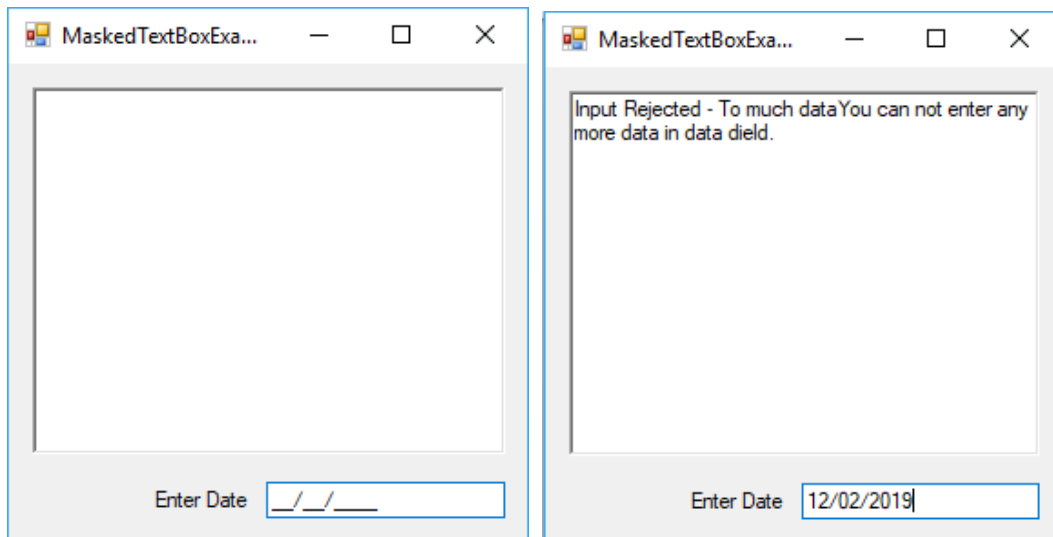 MaskedTextBoxExa...
Enter Date __/__/____
MaskedTextBoxExa...
Input Rejected - To much dataYou can not enter any
more data in data dield.
Enter Date 12/02/2019